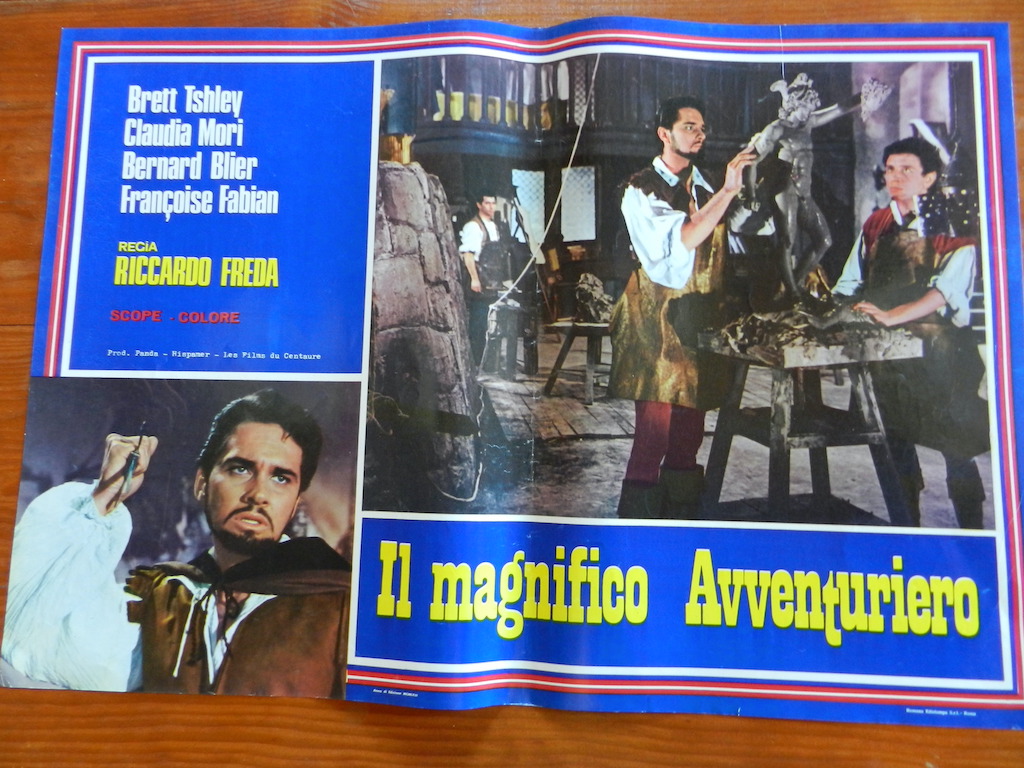 Brett Tshley
Claudia Mori
Bernard Blier
Françoise Fabian
REGIA
RICCARDO FREDA
SCOPE - COLORE
Prod. Panda - Hispamer - Les Films du Centaure
Il magnifico Avventuriero